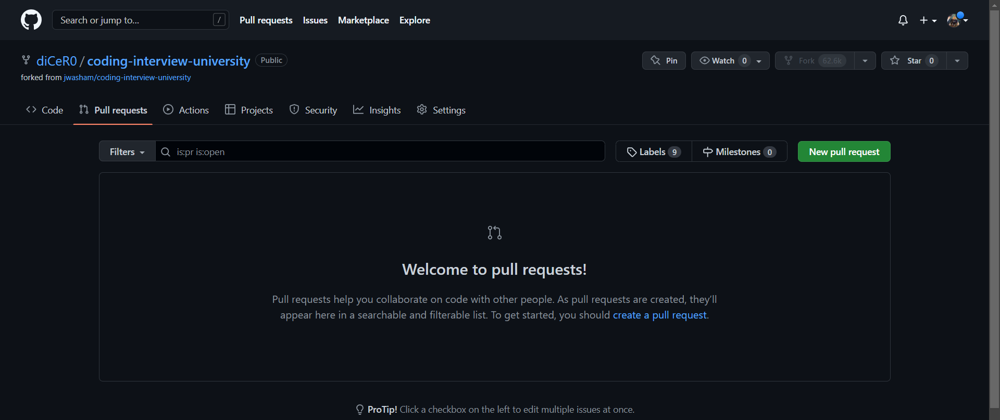 Search or jump to... / Pull requests Issues Marketplace Explore
diCeR0 / coding-interview-university Public Pin Watch 0 Fork 62.6k Star 0
forked from jwasham/coding-interview-university
Code Pull requests Actions Projects Security Insights Settings
Filters is:pr is:open Labels 9 Milestones 0 New pull request
Welcome to pull requests!
Pull requests help you collaborate on code with other people. As pull requests are created, they’ll
appear here in a searchable and filterable list. To get started, you should create a pull request.
ProTip! Click a checkbox on the left to edit multiple issues at once.